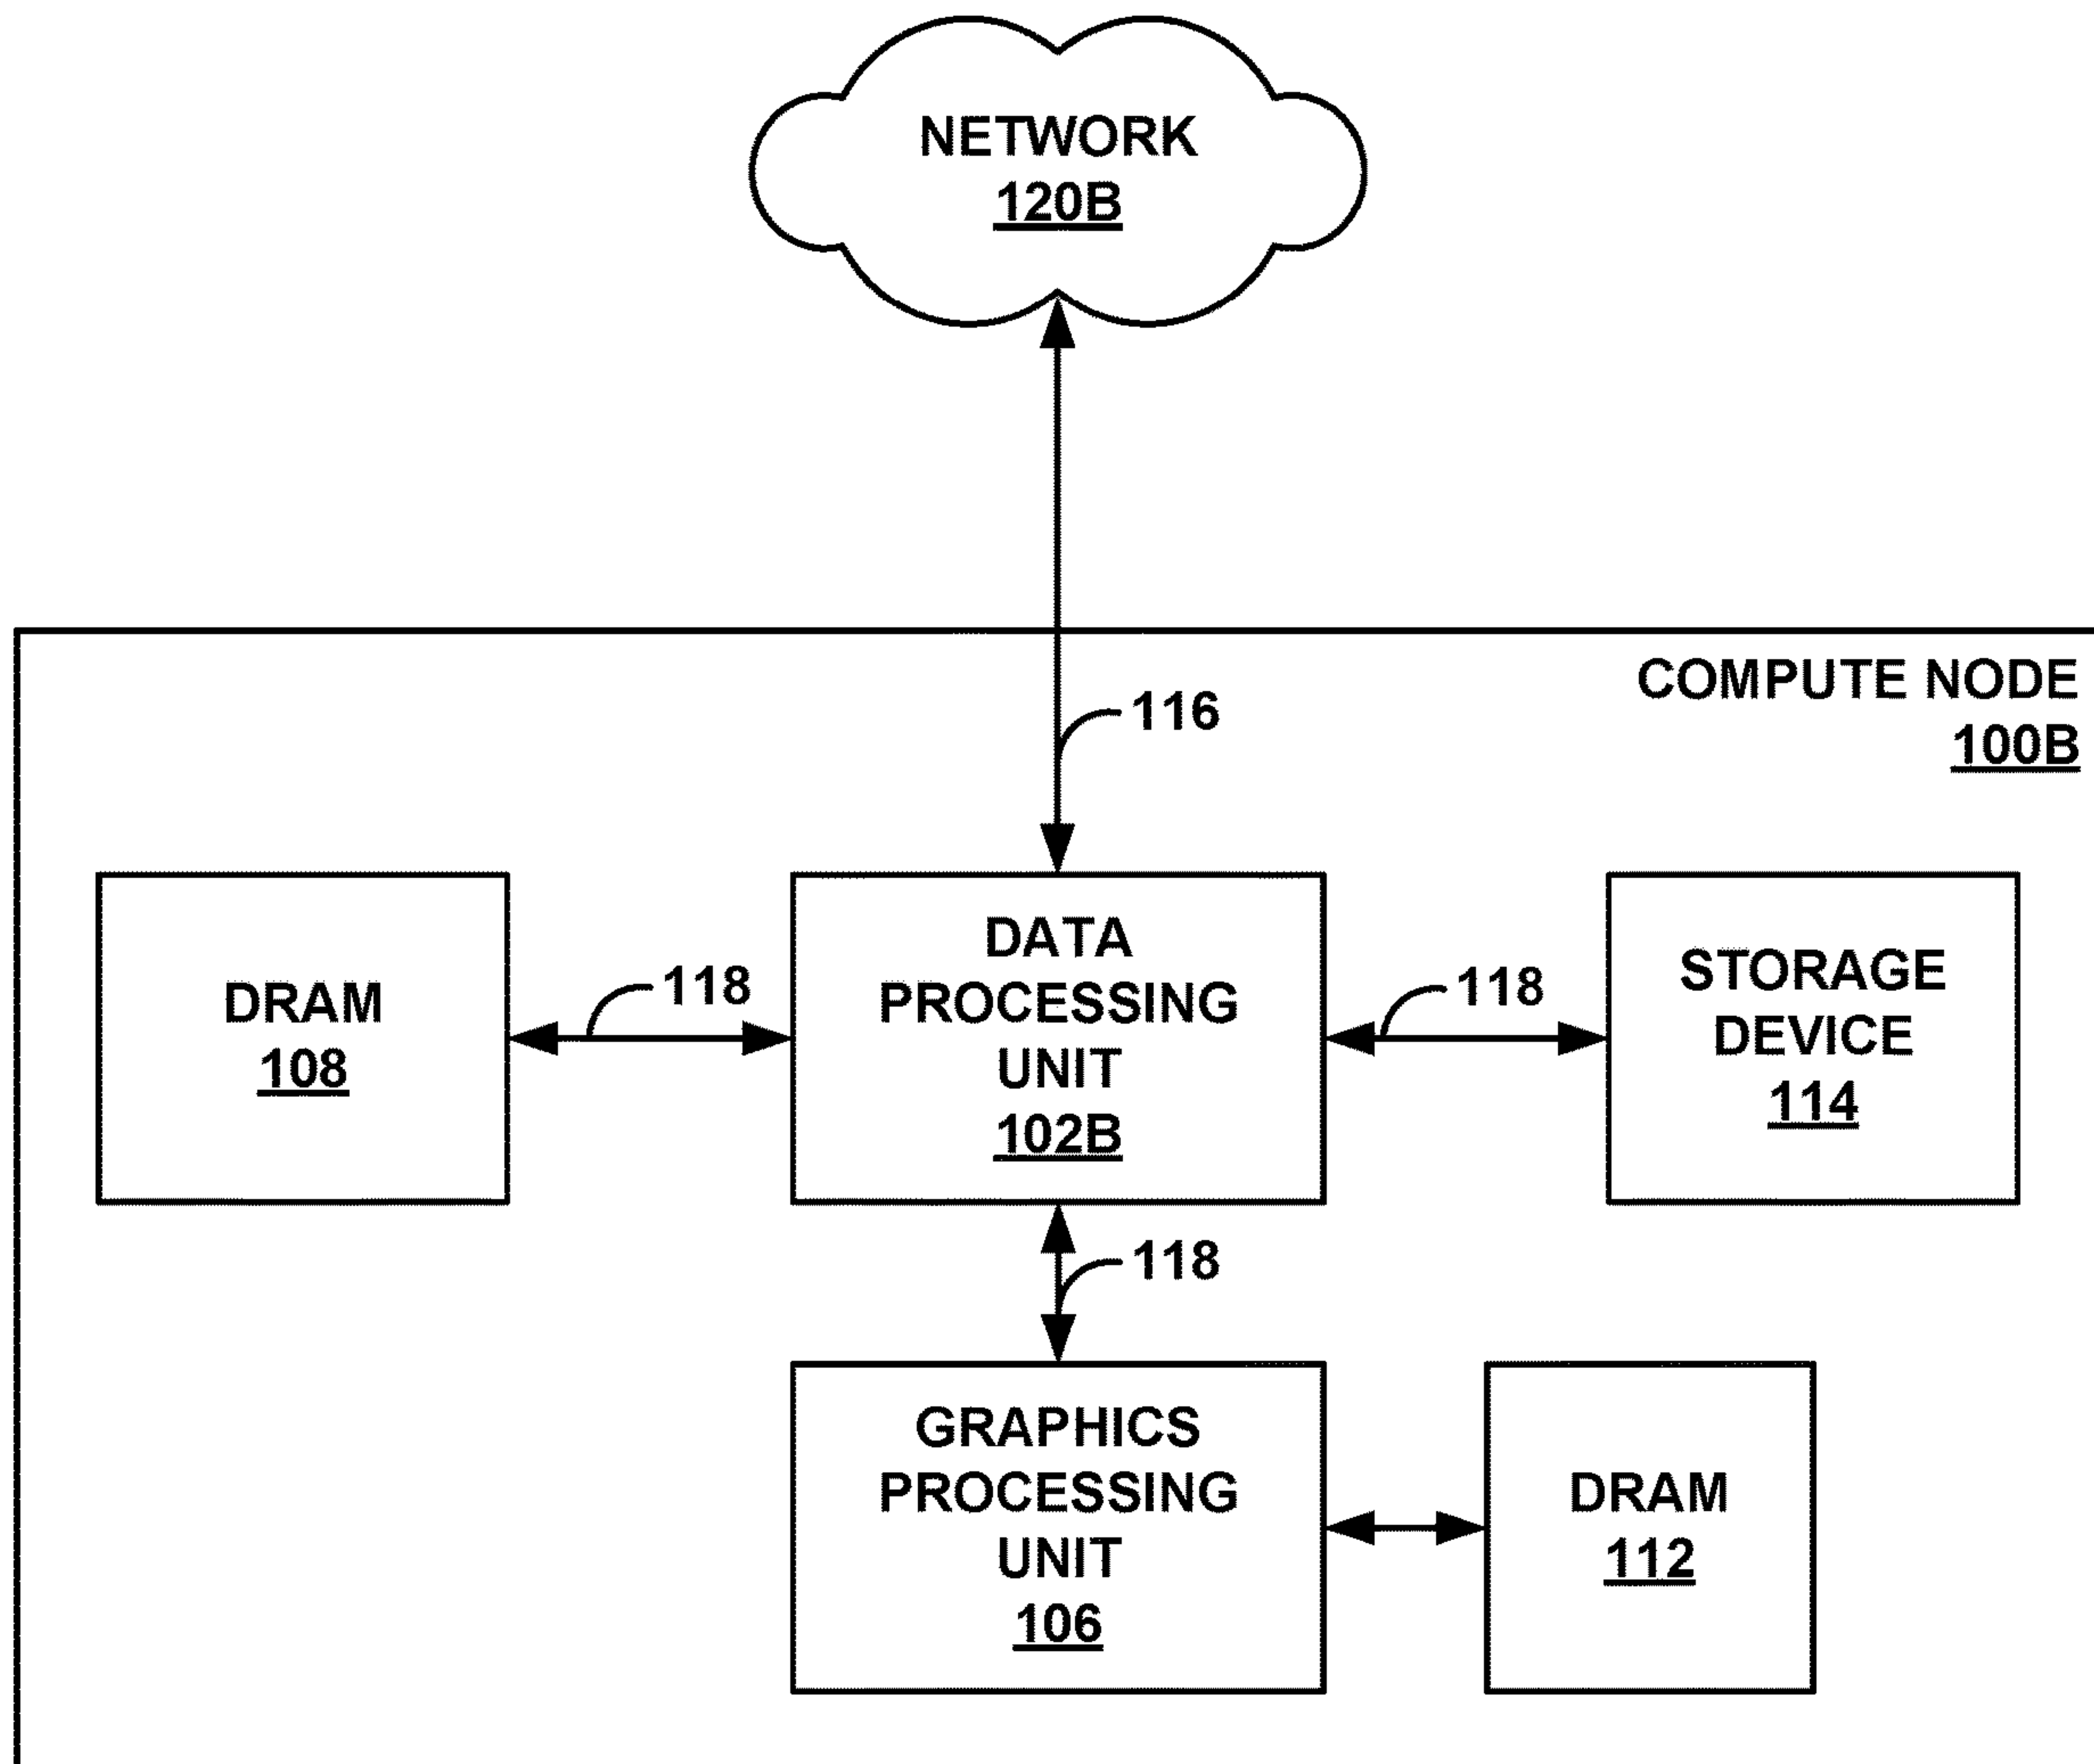 NETWORK
120B
COMPUTE NODE
100B
116
DRAM
108
118
DATA
PROCESSING
UNIT
102B
118
STORAGE
DEVICE
114
118
GRAPHICS
PROCESSING
UNIT
106
DRAM
112